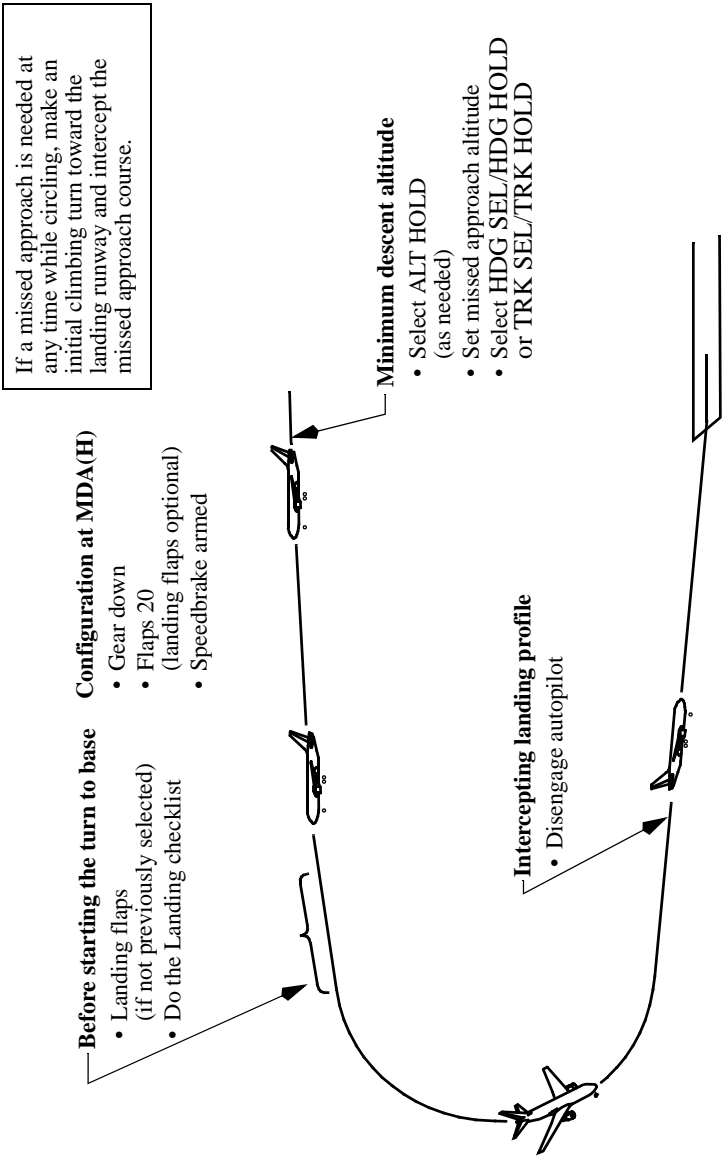 If a missed approach is needed at
any time while circling, make an
initial climbing turn toward the
landing runway and intercept the
missed approach course.
Configuration at MDA(H)
• Gear down
• Flaps 20
(landing flaps optional)
• Speedbrake armed
Before starting the turn to base
• Landing flaps
(if not previously selected)
• Do the Landing checklist
Minimum descent altitude
• Select ALT HOLD
(as needed)
• Set missed approach altitude
• Select HDG SEL/HDG HOLD
or TRK SEL/TRK HOLD
Intercepting landing profile
• Disengage autopilot